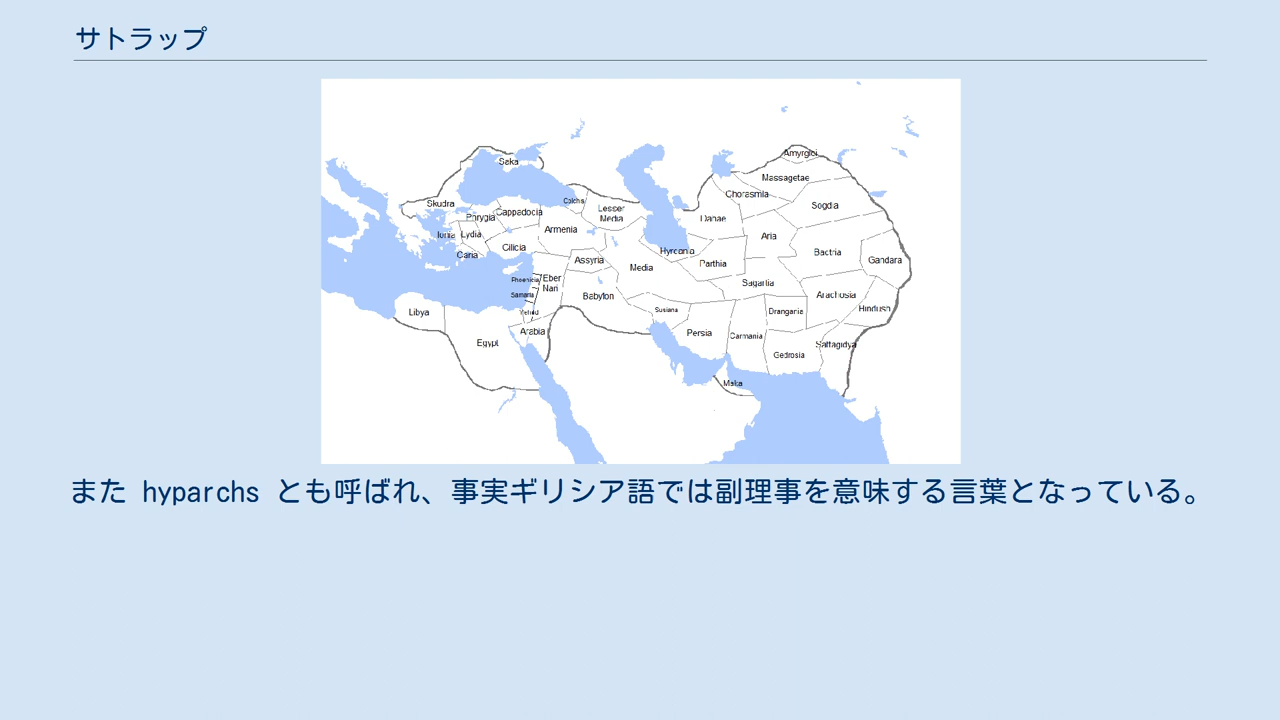 サトラップ
Amyrgioi
Saka
Massagetae
Chorasmia
Colchis
Skudra
Sogdia
Lesser
Media
Cappadocia
Phrygia
Dahae
Armenia
Ionia
Lydia
Aria
Hyrcania
Bactria
Cilicia
Caria
Assyria
Gandara
Parthia
Media
Phoenicia
Eber
Nari
Sagartia
Samaria
Babylon
Arachosia
Libya
Yehud
Susiana
Drangiana
Hindush
Arabia
Persia
Carmania
Egypt
Sattagidya
Gedrosia
Maka
また hyparchs とも呼ばれ、事実ギリシア語では副理事を意味する言葉となっている。